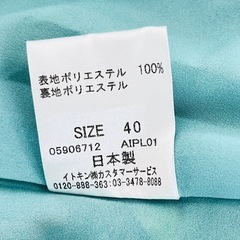 表地ポリエステル 100%
裏地ポリエステル
SIZE 40
05906712 AIPL01
日本製
イトキン㈱カスタマーサービス
0120-888-363:03-3478-8088